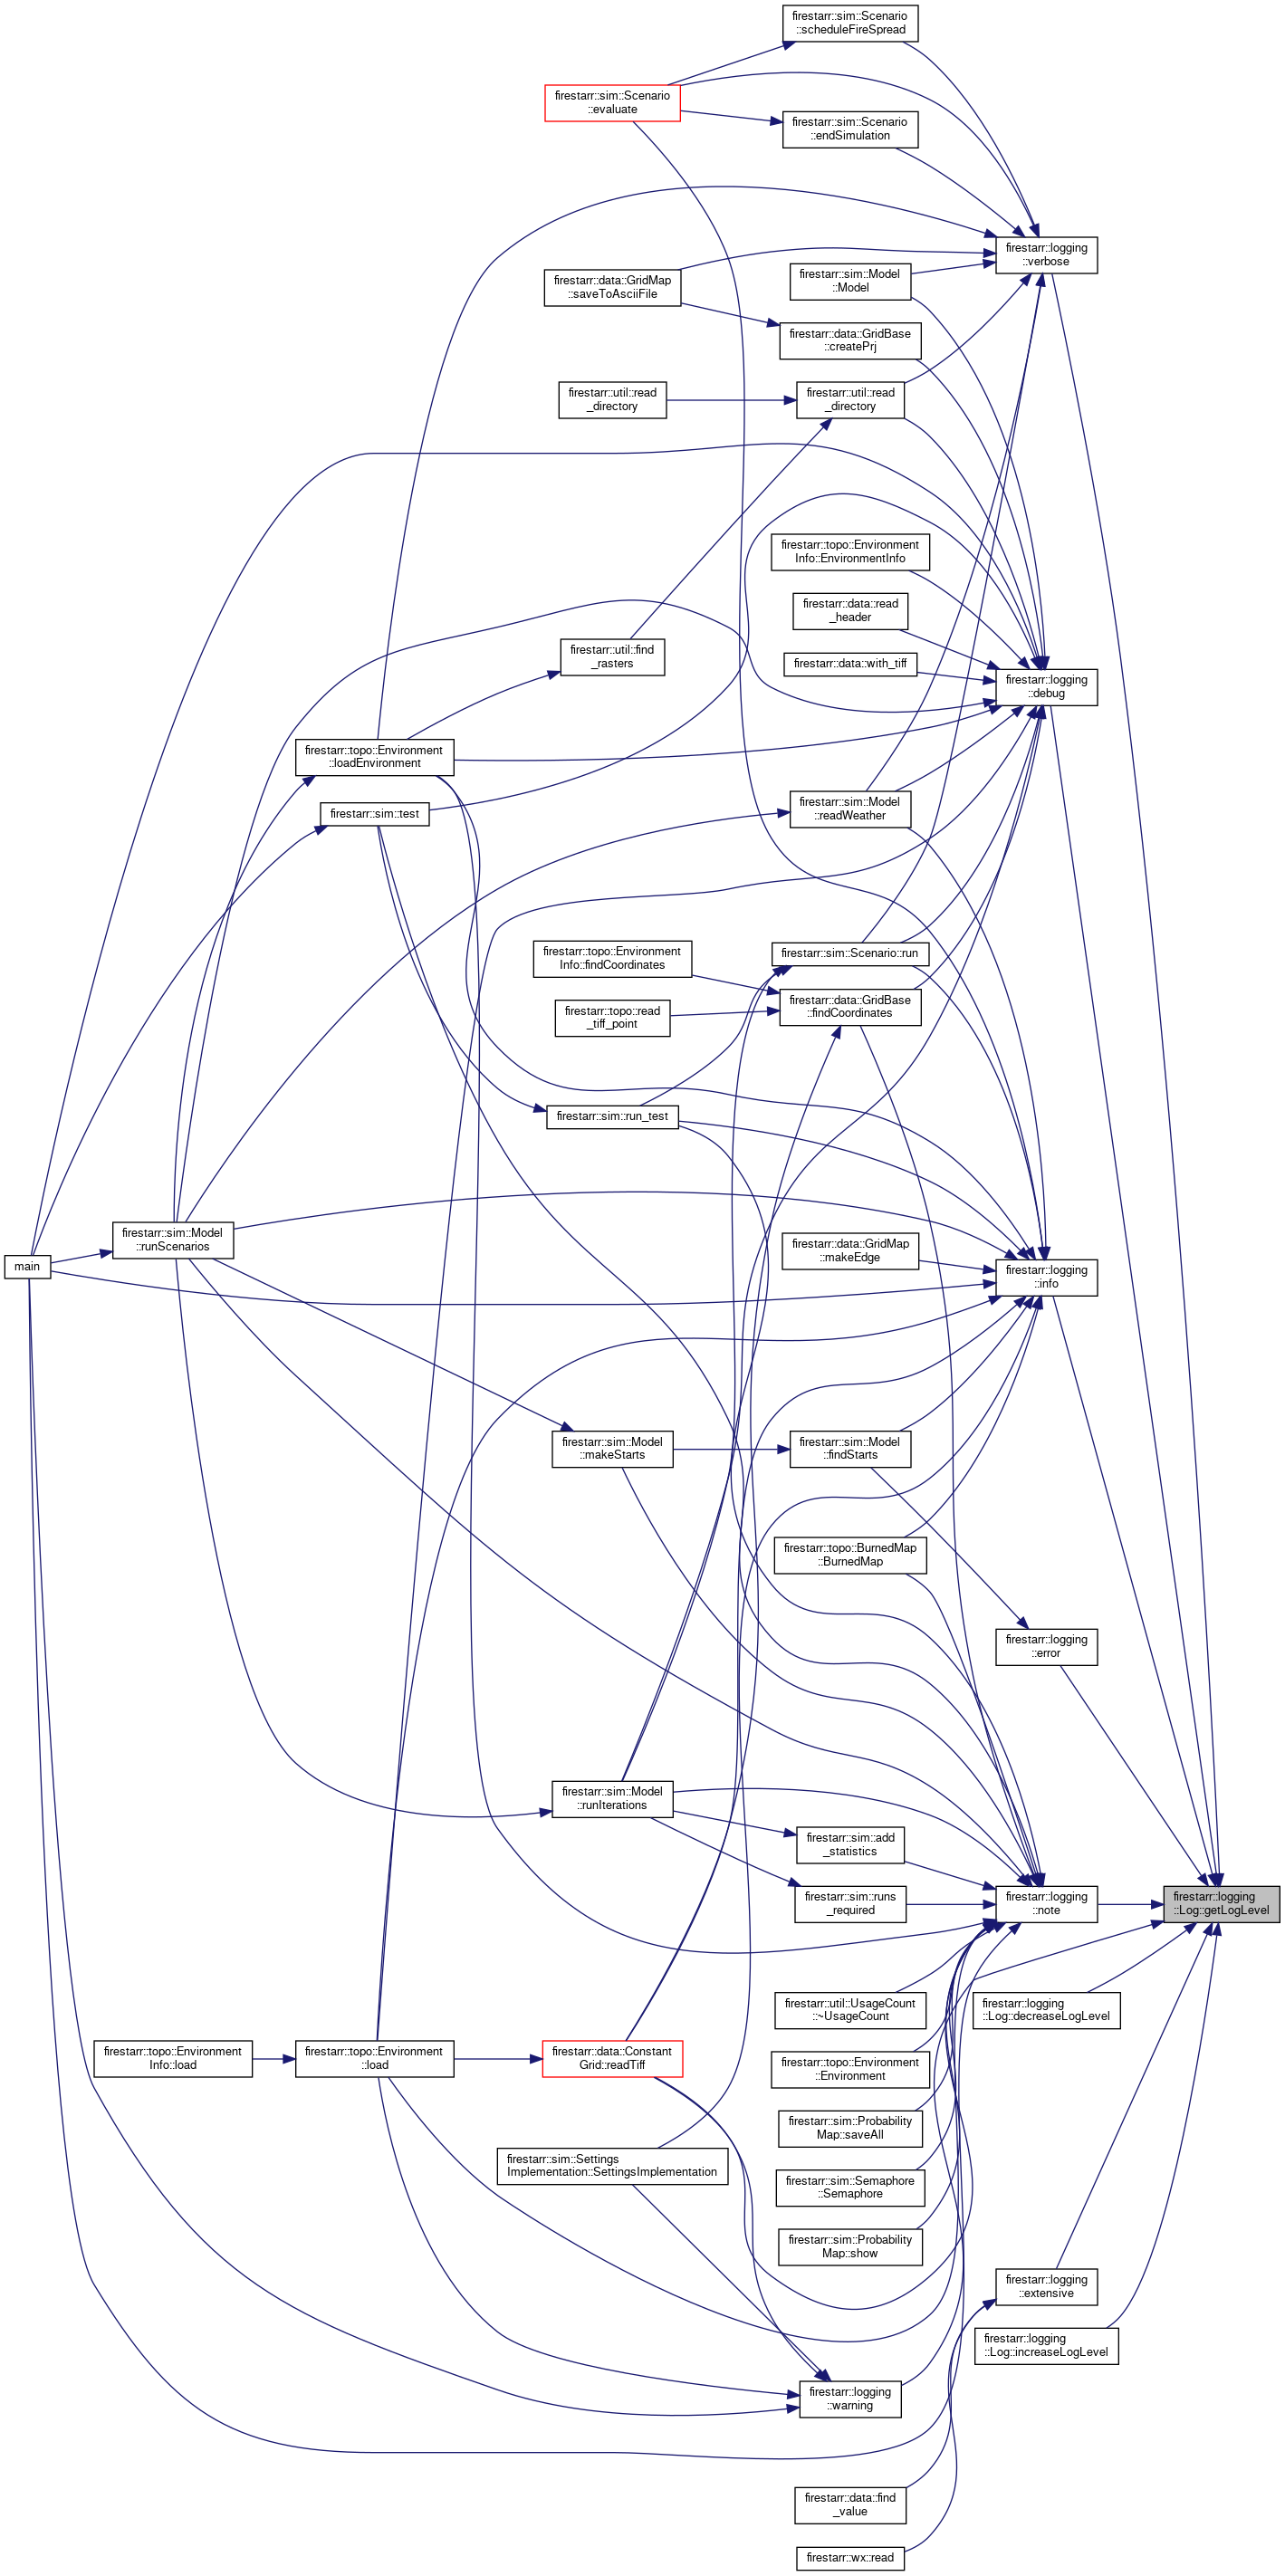 firestarr::sim::Scenario
::scheduleFireSpread
firestarr::sim::Scenario
::evaluate
firestarr::sim::Scenario
::endSimulation
firestarr::logging
::verbose
firestarr::data::GridMap
::saveToAsciiFile
firestarr::sim::Model
::Model
firestarr::data::GridBase
::createPrj
firestarr::util::read
_directory
firestarr::util::read
_directory
firestarr::topo::Environment
Info::EnvironmentInfo
firestarr::data::read
_header
firestarr::util::find
_rasters
firestarr::data::with_tiff
firestarr::logging
::debug
firestarr::topo::Environment
::loadEnvironment
firestarr::sim::test
firestarr::sim::Model
::readWeather
firestarr::topo::Environment
Info::findCoordinates
firestarr::sim::Scenario::run
firestarr::topo::read
_tiff_point
firestarr::data::GridBase
::findCoordinates
firestarr::sim::run_test
firestarr::sim::Model
::runScenarios
main
firestarr::data::GridMap
::makeEdge
firestarr::logging
::info
firestarr::sim::Model
::makeStarts
firestarr::sim::Model
::findStarts
firestarr::topo::BurnedMap
::BurnedMap
firestarr::logging
::error
firestarr::sim::Model
::runIterations
firestarr::sim::add
_statistics
firestarr::sim::runs
_required
firestarr::logging
::note
firestarr::logging
::Log::getLogLevel
firestarr::util::UsageCount
::~UsageCount
firestarr::logging
::Log::decreaseLogLevel
firestarr::topo::Environment
Info::load
firestarr::topo::Environment
::load
firestarr::data::Constant
Grid::readTiff
firestarr::topo::Environment
::Environment
firestarr::sim::Probability
Map::saveAll
firestarr::sim::Settings
Implementation::SettingsImplementation
firestarr::sim::Semaphore
::Semaphore
firestarr::sim::Probability
Map::show
firestarr::logging
::extensive
firestarr::logging
::Log::increaseLogLevel
firestarr::logging
::warning
firestarr::data::find
_value
firestarr::wx::read